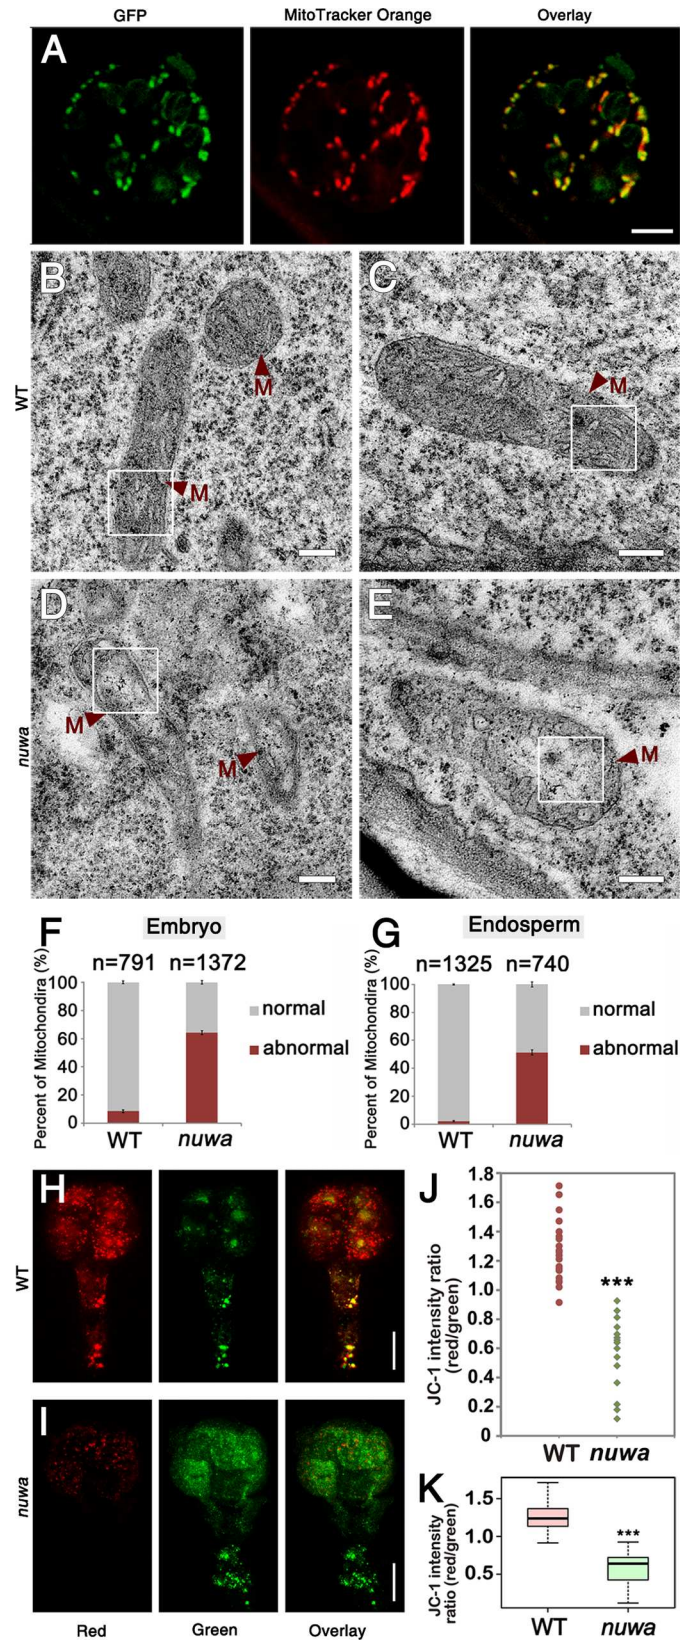 GFP MitoTracker Orange Overlay
A
B C
WT
M M
M
D E
nuwa
M M M
F Embryo G Endosperm
n=791 n=1372 n=1325 n=740
Percent of Mitochondira (%)
100
80
60
40
20
0
normal
abnormal
WT nuwa
Percent of Mitochondira (%)
100
80
60
40
20
0
normal
abnormal
WT nuwa
H
WT
I
nuwa
Red Green Overlay
J
JC-1 intensity ratio
(red/green)
1.8
1.6
1.4
1.2
1
0.8
0.6
0.4
0.2
0
***
WT nuwa
K
JC-1 intensity
ratio (red/green)
1.5
1.0
0.5
***
WT nuwa